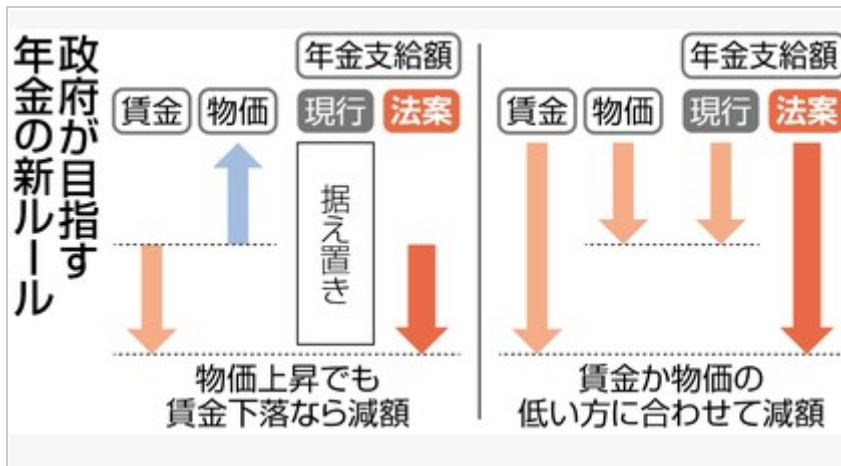 政府が目指す
年金の新ルール
年金支給額
賃金 物価 現行 法案
据え置き
物価上昇でも
賃金下落なら減額
年金支給額
賃金 物価 現行 法案
賃金か物価の
低い方に合わせて減額